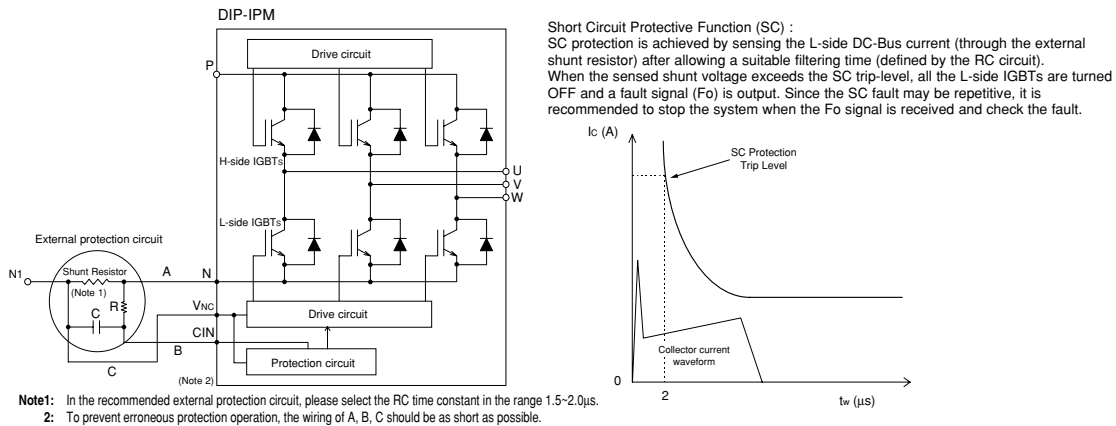 DIP-IPM
Drive circuit
P
H-side IGBTs
U
V
W
L-side IGBTs
External protection circuit
N1
Shunt Resistor
A
N
(Note 1)
R
C
VNC
Drive circuit
CIN
B
C
Protection circuit
(Note 2)
Short Circuit Protective Function (SC) :
SC protection is achieved by sensing the L-side DC-Bus current (through the external
shunt resistor) after allowing a suitable filtering time (defined by the RC circuit).
When the sensed shunt voltage exceeds the SC trip-level, all the L-side IGBTs are turned
OFF and a fault signal (Fo) is output. Since the SC fault may be repetitive, it is
recommended to stop the system when the Fo signal is received and check the fault.
IC (A)
SC Protection
Trip Level
Collector current
waveform
0
2
tw (µs)
Note1: In the recommended external protection circuit, please select the RC time constant in the range 1.5~2.0µs.
2: To prevent erroneous protection operation, the wiring of A, B, C should be as short as possible.